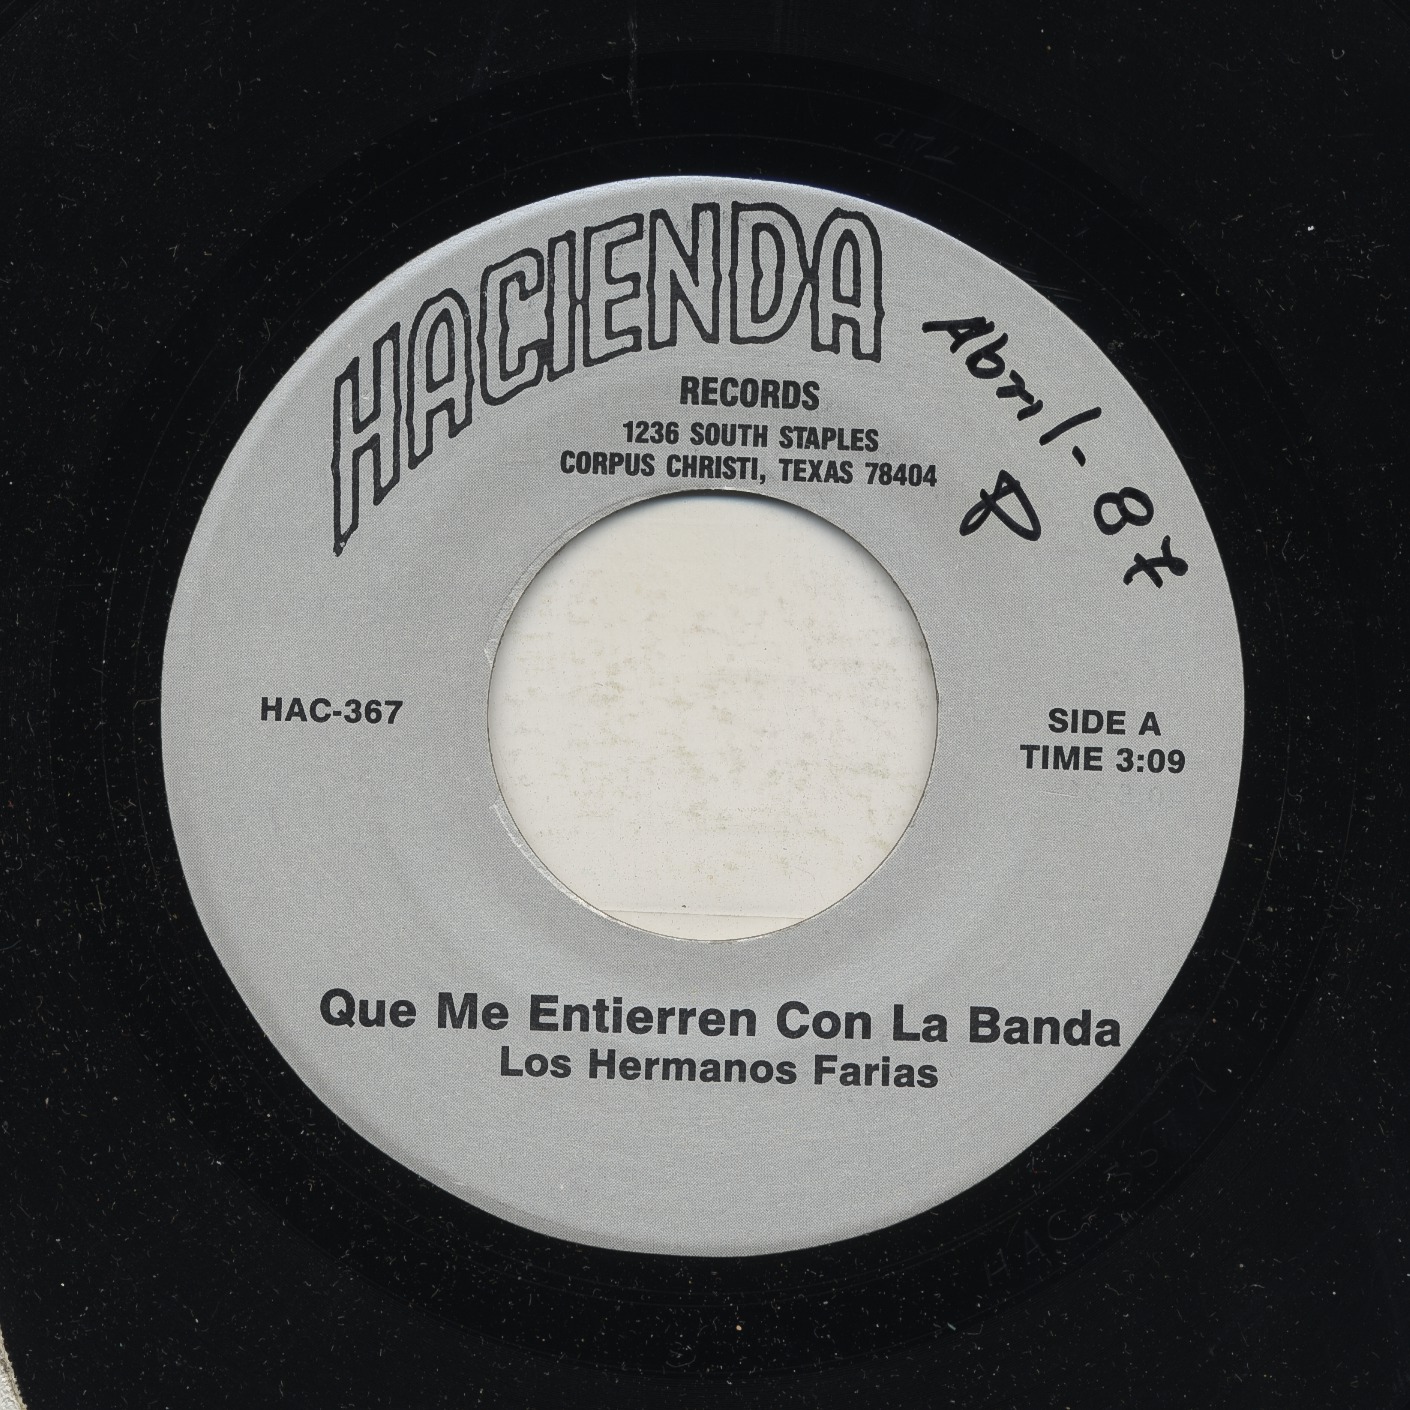 HACIENDA
RECORDS
1236 SOUTH STAPLES
CORPUS CHRISTI, TEXAS 78404
Abril-87
HAC-367
SIDE A
TIME 3:09
Que Me Entierren Con La Banda
Los Hermanos Farias